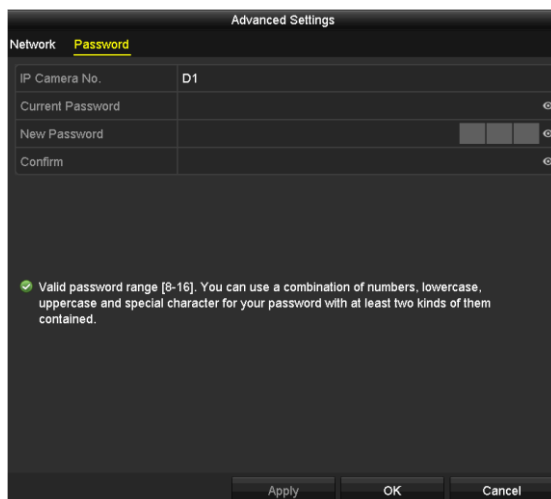 Advanced Settings
Network Password
IP Camera No. D1
Current Password
New Password
Confirm
Valid password range [8-16]. You can use a combination of numbers, lowercase,
uppercase and special character for your password with at least two kinds of them
contained.
Apply OK Cancel